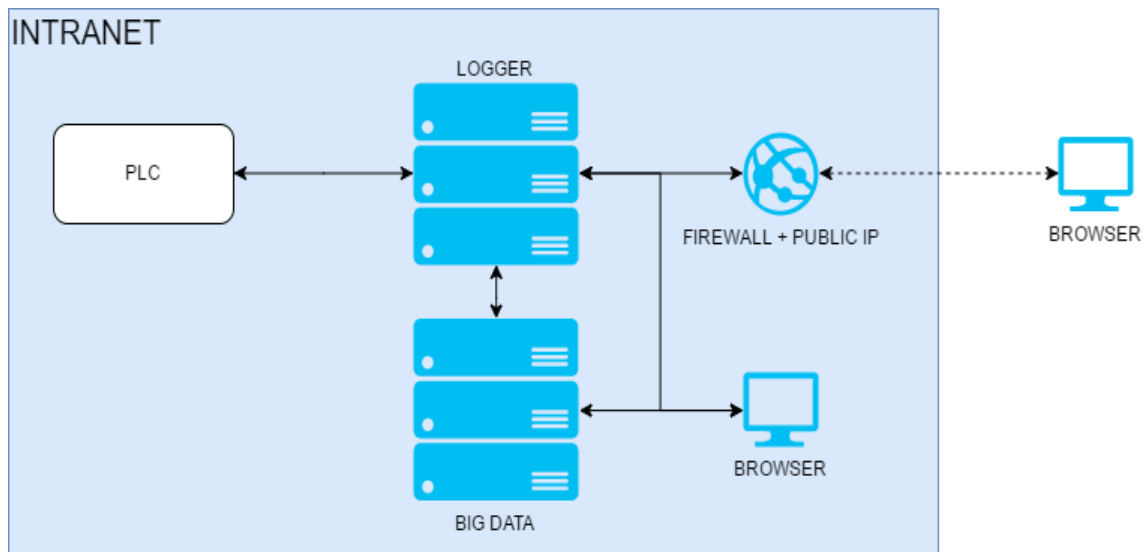 INTRANET
LOGGER
PLC
FIREWALL + PUBLIC IP
BROWSER
BROWSER
BIG DATA